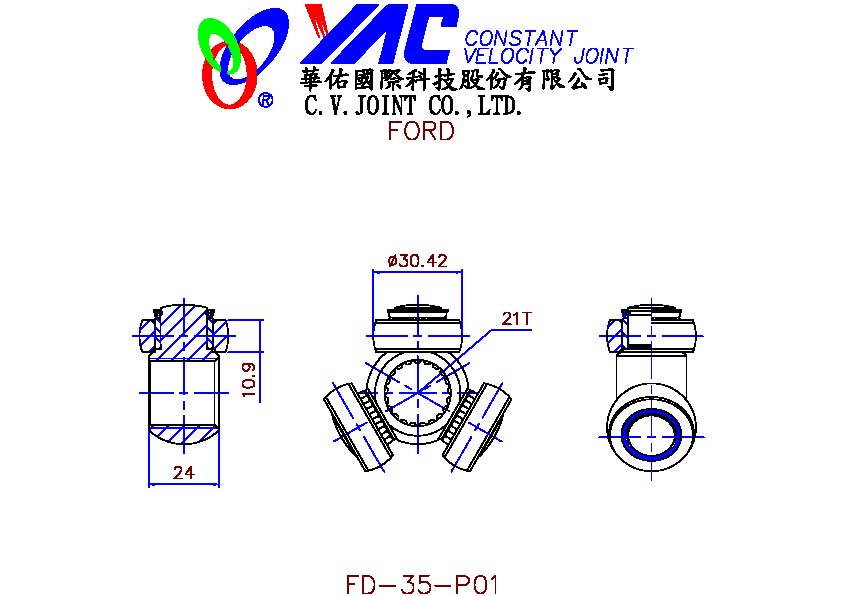 YAC CONSTANT
VELOCITY JOINT
華佑國際科技股份有限公司
®
C.V.JOINT CO.,LTD.
FORD
ø30.42
21T
10.9
24
FD-35-P01